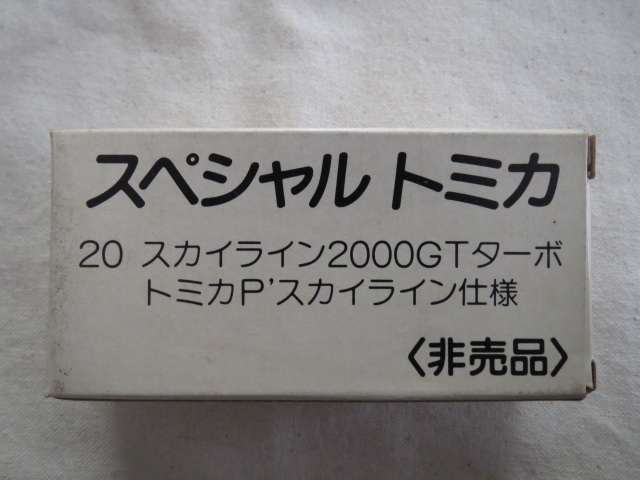 スペシャル トミカ
20 スカイライン2000GTターボ
トミカP'スカイライン仕様
〈非売品〉